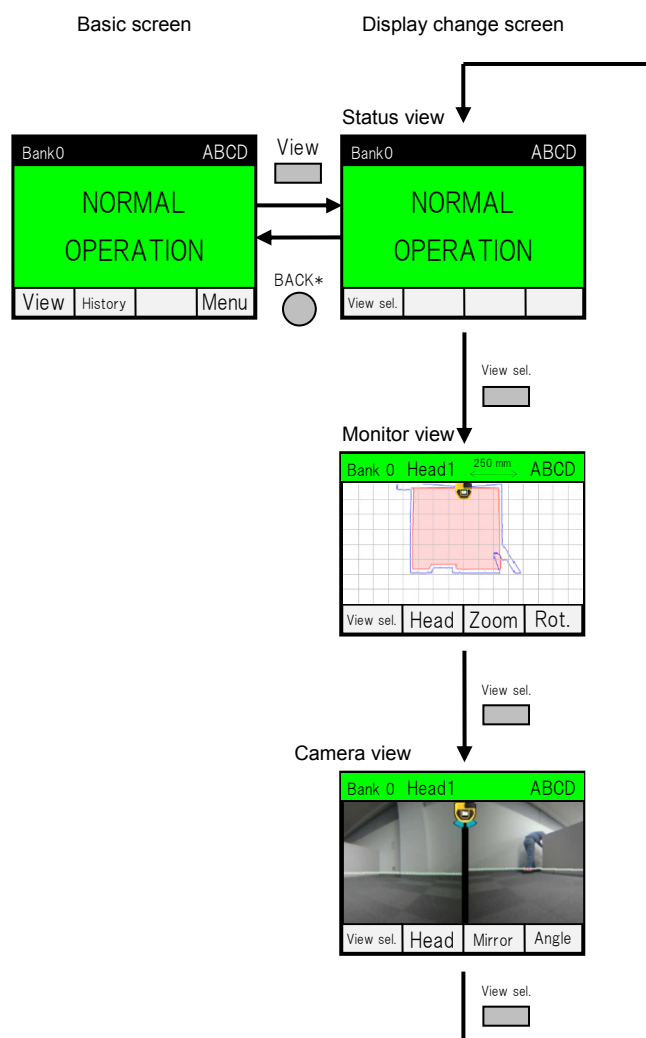 Basic screen
Display change screen
Status view
Bank0 ABCD
NORMAL
OPERATION
View History Menu
View
BACK*
Bank0 ABCD
NORMAL
OPERATION
View sel.
View sel.
Monitor view
Bank 0 Head1 250 mm ABCD
View sel. Head Zoom Rot.
View sel.
Camera view
Bank 0 Head1 ABCD
View sel. Head Mirror Angle
View sel.